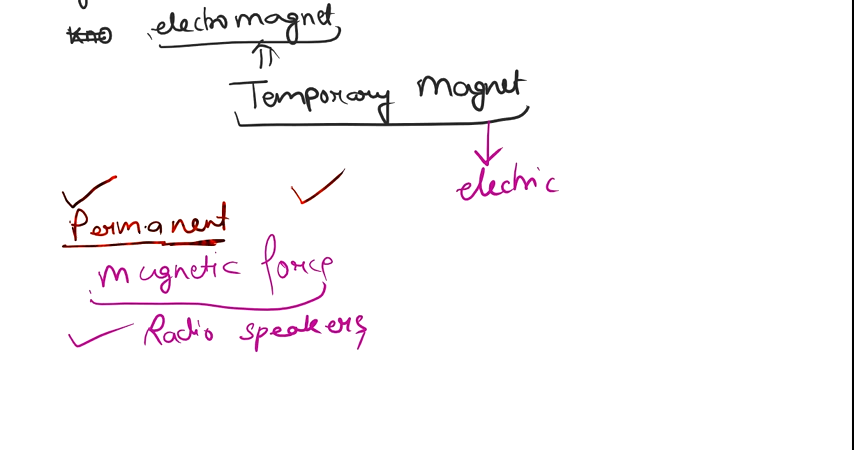 electromagnet
Temporary Magnet
electric
Permanent
magnetic force
Radio speakers